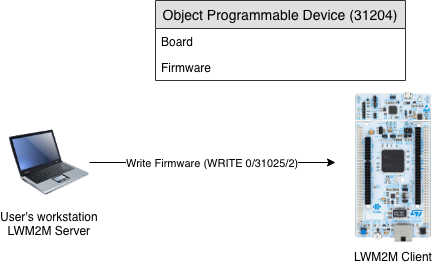 Object Programmable Device (31204)
Board
Firmware
Write Firmware (WRITE 0/31025/2)
User's workstation
LWM2M Server
LWM2M Client